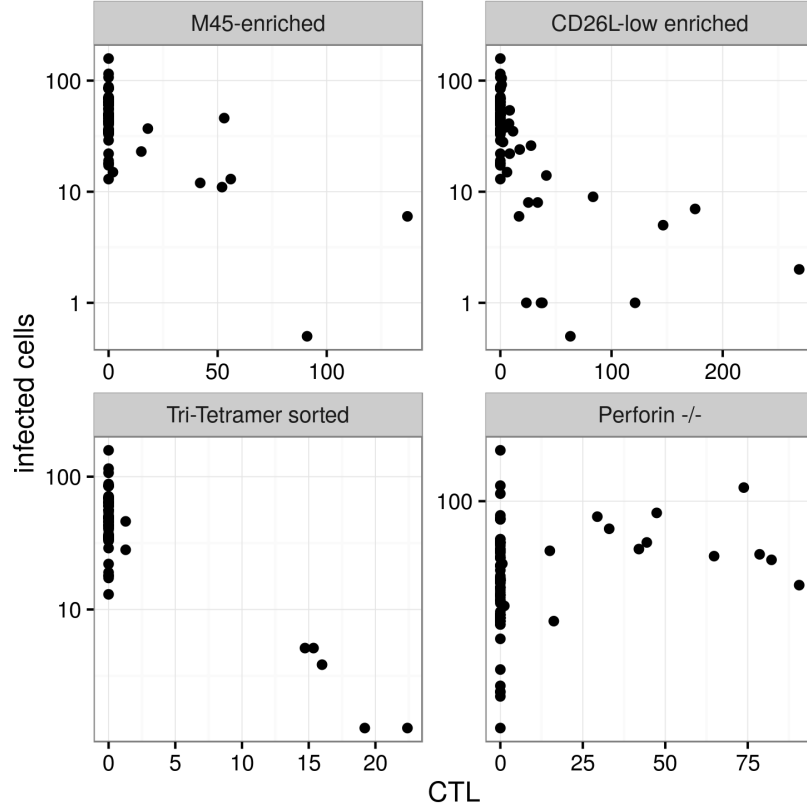 M45-enriched
CD26L-low enriched
100
10
1
100
10
1
0 50 100
0 100 200
infected cells
Tri-Tetramer sorted
Perforin -/-
100
10
100
0 5 10 15 20
0 25 50 75
CTL